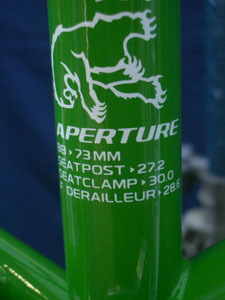 APERTURE
BB▸73MM
SEATPOST▸27.2
SEATCLAMP▸30.0
F DERAILLEUR▸28.6